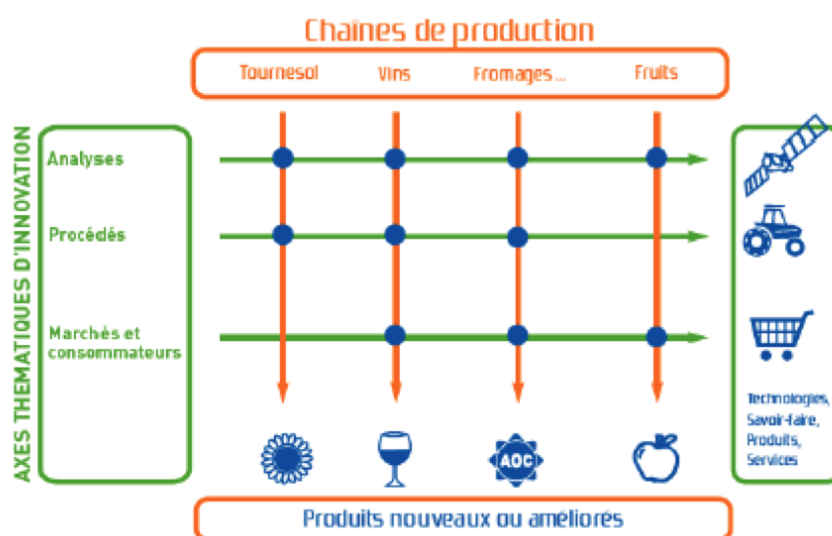 Chaînes de production
Tournesol Vins Fromages... Fruits
AXES THEMATIQUES D'INNOVATION
Analyses
Procédés
Marchés et
consommateurs
Technologies,
Savoir-faire,
Produits,
Services
AOC
Produits nouveaux ou améliorés